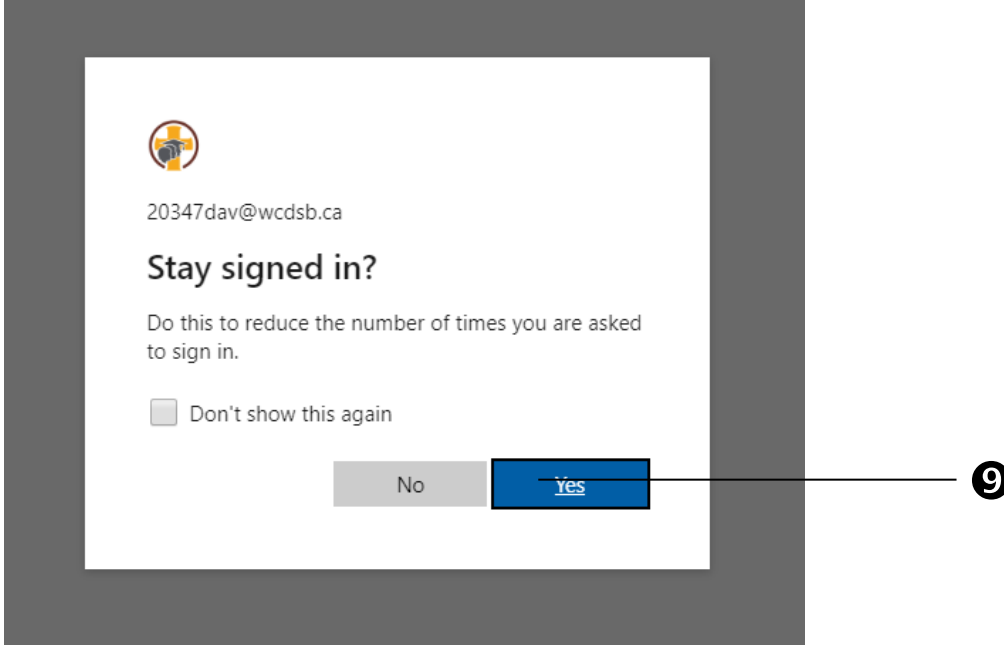 20347dav@wcdsb.ca
Stay signed in?
Do this to reduce the number of times you are asked
to sign in.
Don't show this again
No Yes
❾